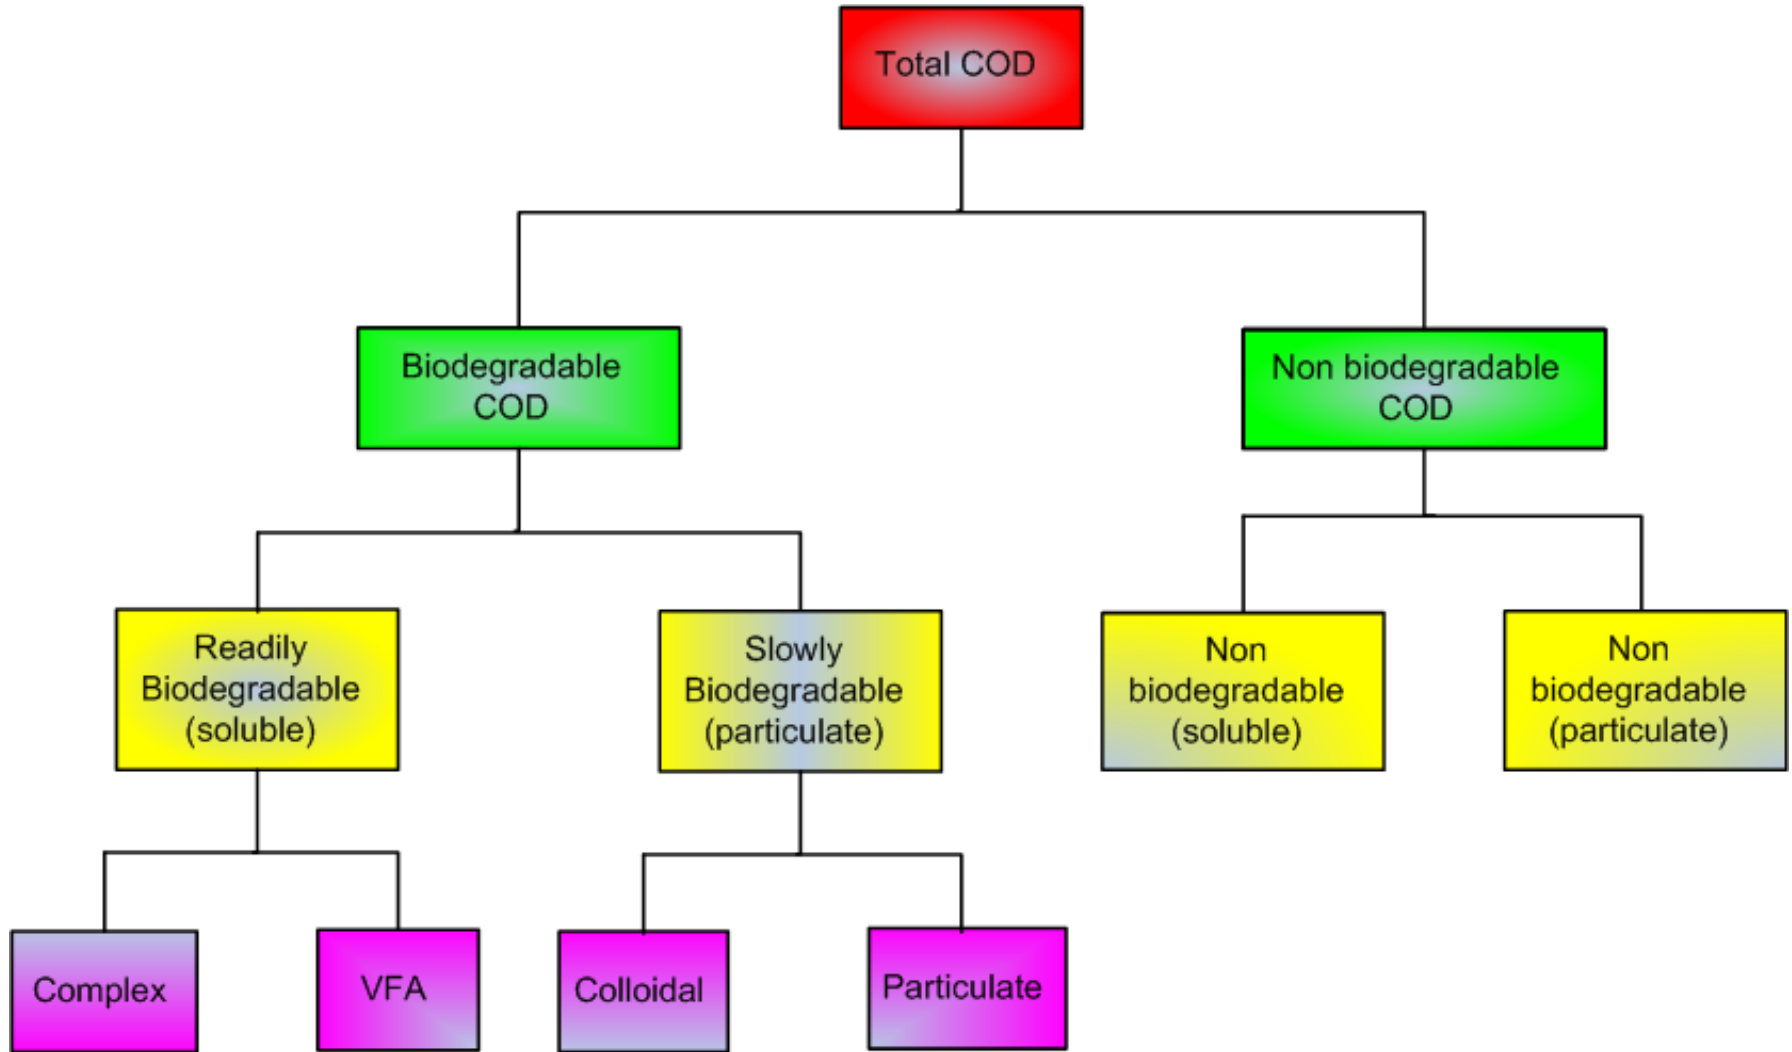 Total COD
Biodegradable
COD
Non biodegradable
COD
Readily
Biodegradable
(soluble)
Slowly
Biodegradable
(particulate)
Non
biodegradable
(soluble)
Non
biodegradable
(particulate)
Complex
VFA
Colloidal
Particulate